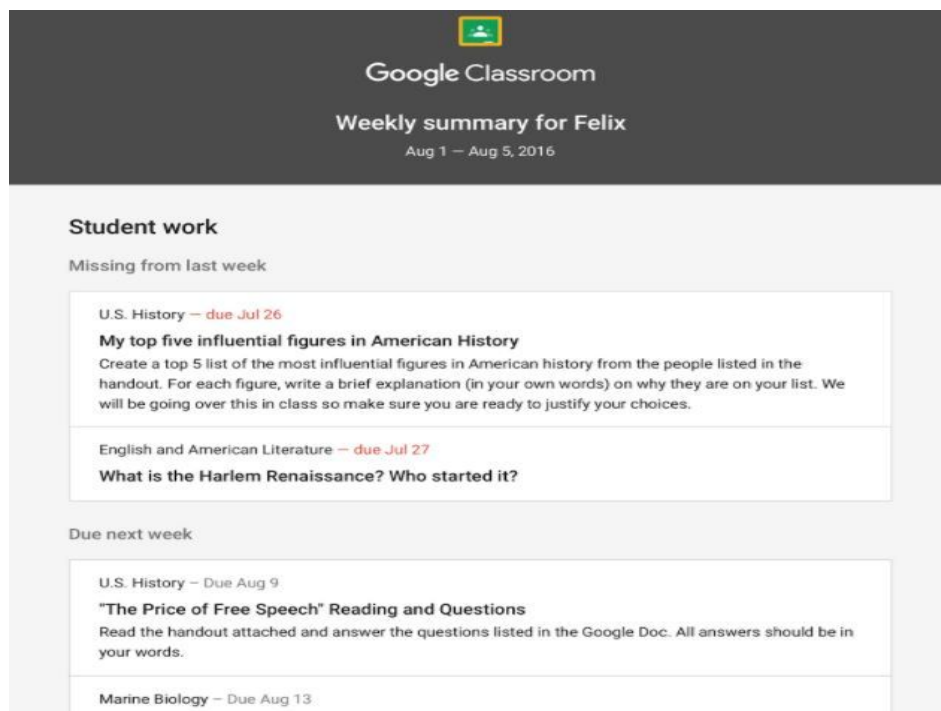 Google Classroom
Weekly summary for Felix
Aug 1 — Aug 5, 2016
Student work
Missing from last week
U.S. History — due Jul 26
My top five influential figures in American History
Create a top 5 list of the most influential figures in American history from the people listed in the
handout. For each figure, write a brief explanation (in your own words) on why they are on your list. We
will be going over this in class so make sure you are ready to justify your choices.
English and American Literature — due Jul 27
What is the Harlem Renaissance? Who started it?
Due next week
U.S. History – Due Aug 9
"The Price of Free Speech" Reading and Questions
Read the handout attached and answer the questions listed in the Google Doc. All answers should be in
your words.
Marine Biology – Due Aug 13